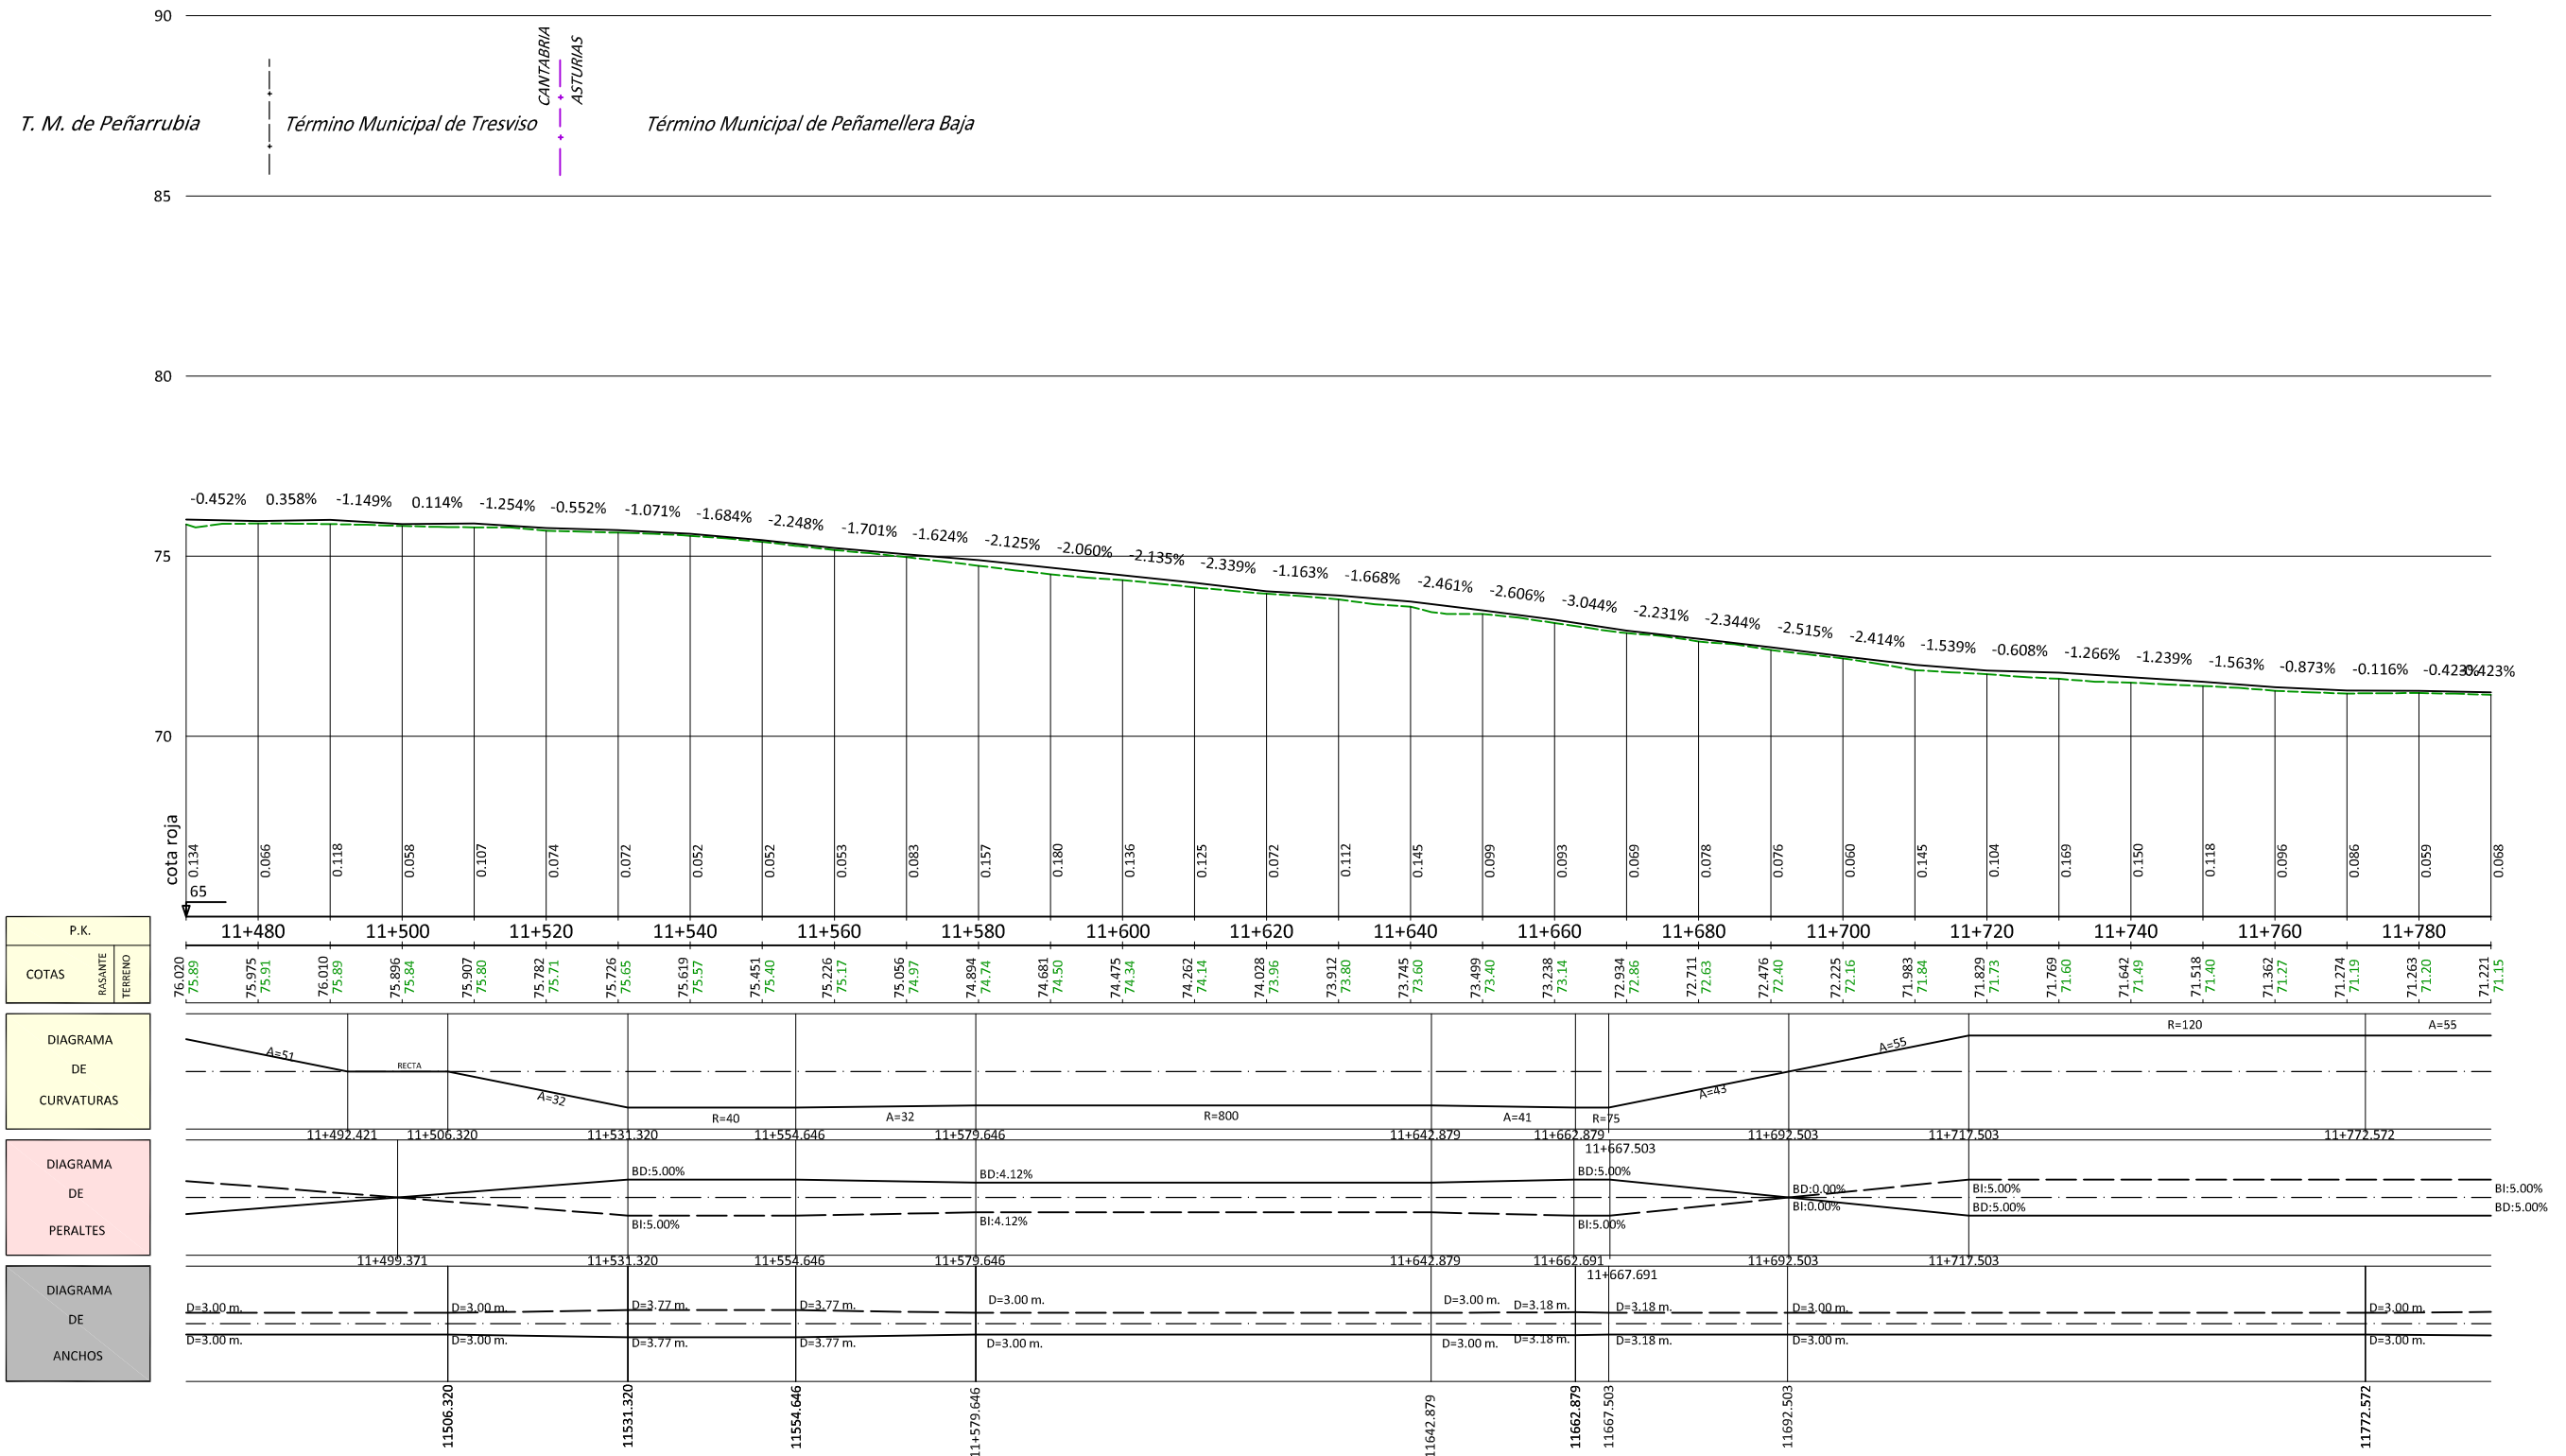 90
CANTABRIA
ASTURIAS
T. M. de Peñarrubia
Término Municipal de Tresviso
Término Municipal de Peñamellera Baja
85
80
-0.452% 0.358% -1.149% 0.114% -1.254% -0.552% -1.071% -1.684% -2.248% -1.701% -1.624% -2.125% -2.060% -2.135% -2.339% -1.163% -1.668% -2.461% -2.606% -3.044% -2.231% -2.344% -2.515% -2.414% -1.539% -0.608% -1.266% -1.239% -1.563% -0.873% -0.116% -0.423% -0.423%
75
70
cota roja
0.134 0.066 0.118 0.058 0.107 0.074 0.072 0.052 0.052 0.053 0.083 0.157 0.180 0.136 0.125 0.072 0.112 0.145 0.099 0.093 0.069 0.078 0.076 0.060 0.145 0.104 0.169 0.150 0.118 0.096 0.086 0.059 0.068
65
P.K.
11+480 11+500 11+520 11+540 11+560 11+580 11+600 11+620 11+640 11+660 11+680 11+700 11+720 11+740 11+760 11+780
COTAS
RASANTE
TERRENO
76.020 75.975 76.010 75.896 75.907 75.782 75.726 75.619 75.451 75.226 75.056 74.894 74.681 74.475 74.262 74.028 73.912 73.745 73.499 73.238 72.934 72.711 72.476 72.225 71.983 71.829 71.769 71.642 71.518 71.362 71.274 71.263 71.221
75.89 75.91 75.89 75.84 75.80 75.71 75.65 75.57 75.40 75.17 74.97 74.74 74.50 74.34 74.14 73.96 73.80 73.60 73.40 73.14 72.86 72.63 72.40 72.16 71.84 71.73 71.60 71.49 71.40 71.27 71.19 71.20 71.15
DIAGRAMA
DE
CURVATURAS
A=51 RECTA A=32 R=40 A=32 R=800 A=41 R=75 A=43 A=55 R=120 A=55
11+492.421 11+506.320 11+531.320 11+554.646 11+579.646 11+642.879 11+662.879 11+692.503 11+717.503 11+772.572
11+667.503
DIAGRAMA
DE
PERALTES
BD:5.00% BD:4.12% BD:5.00% BD:0.00% BI:5.00% BI:5.00%
BI:5.00% BI:4.12% BI:5.00% BI:0.00% BD:5.00% BD:5.00%
11+499.371 11+531.320 11+554.646 11+579.646 11+642.879 11+662.691 11+692.503 11+717.503
11+667.691
DIAGRAMA
DE
ANCHOS
D=3.00 m. D=3.00 m. D=3.77 m. D=3.77 m. D=3.00 m. D=3.00 m. D=3.18 m. D=3.18 m. D=3.00 m. D=3.00 m.
D=3.00 m. D=3.00 m. D=3.77 m. D=3.77 m. D=3.00 m. D=3.00 m. D=3.18 m. D=3.18 m. D=3.00 m. D=3.00 m.
11506.320 11531.320 11554.646 11+579.646 11642.879 11662.879 11667.503 11692.503 11772.572